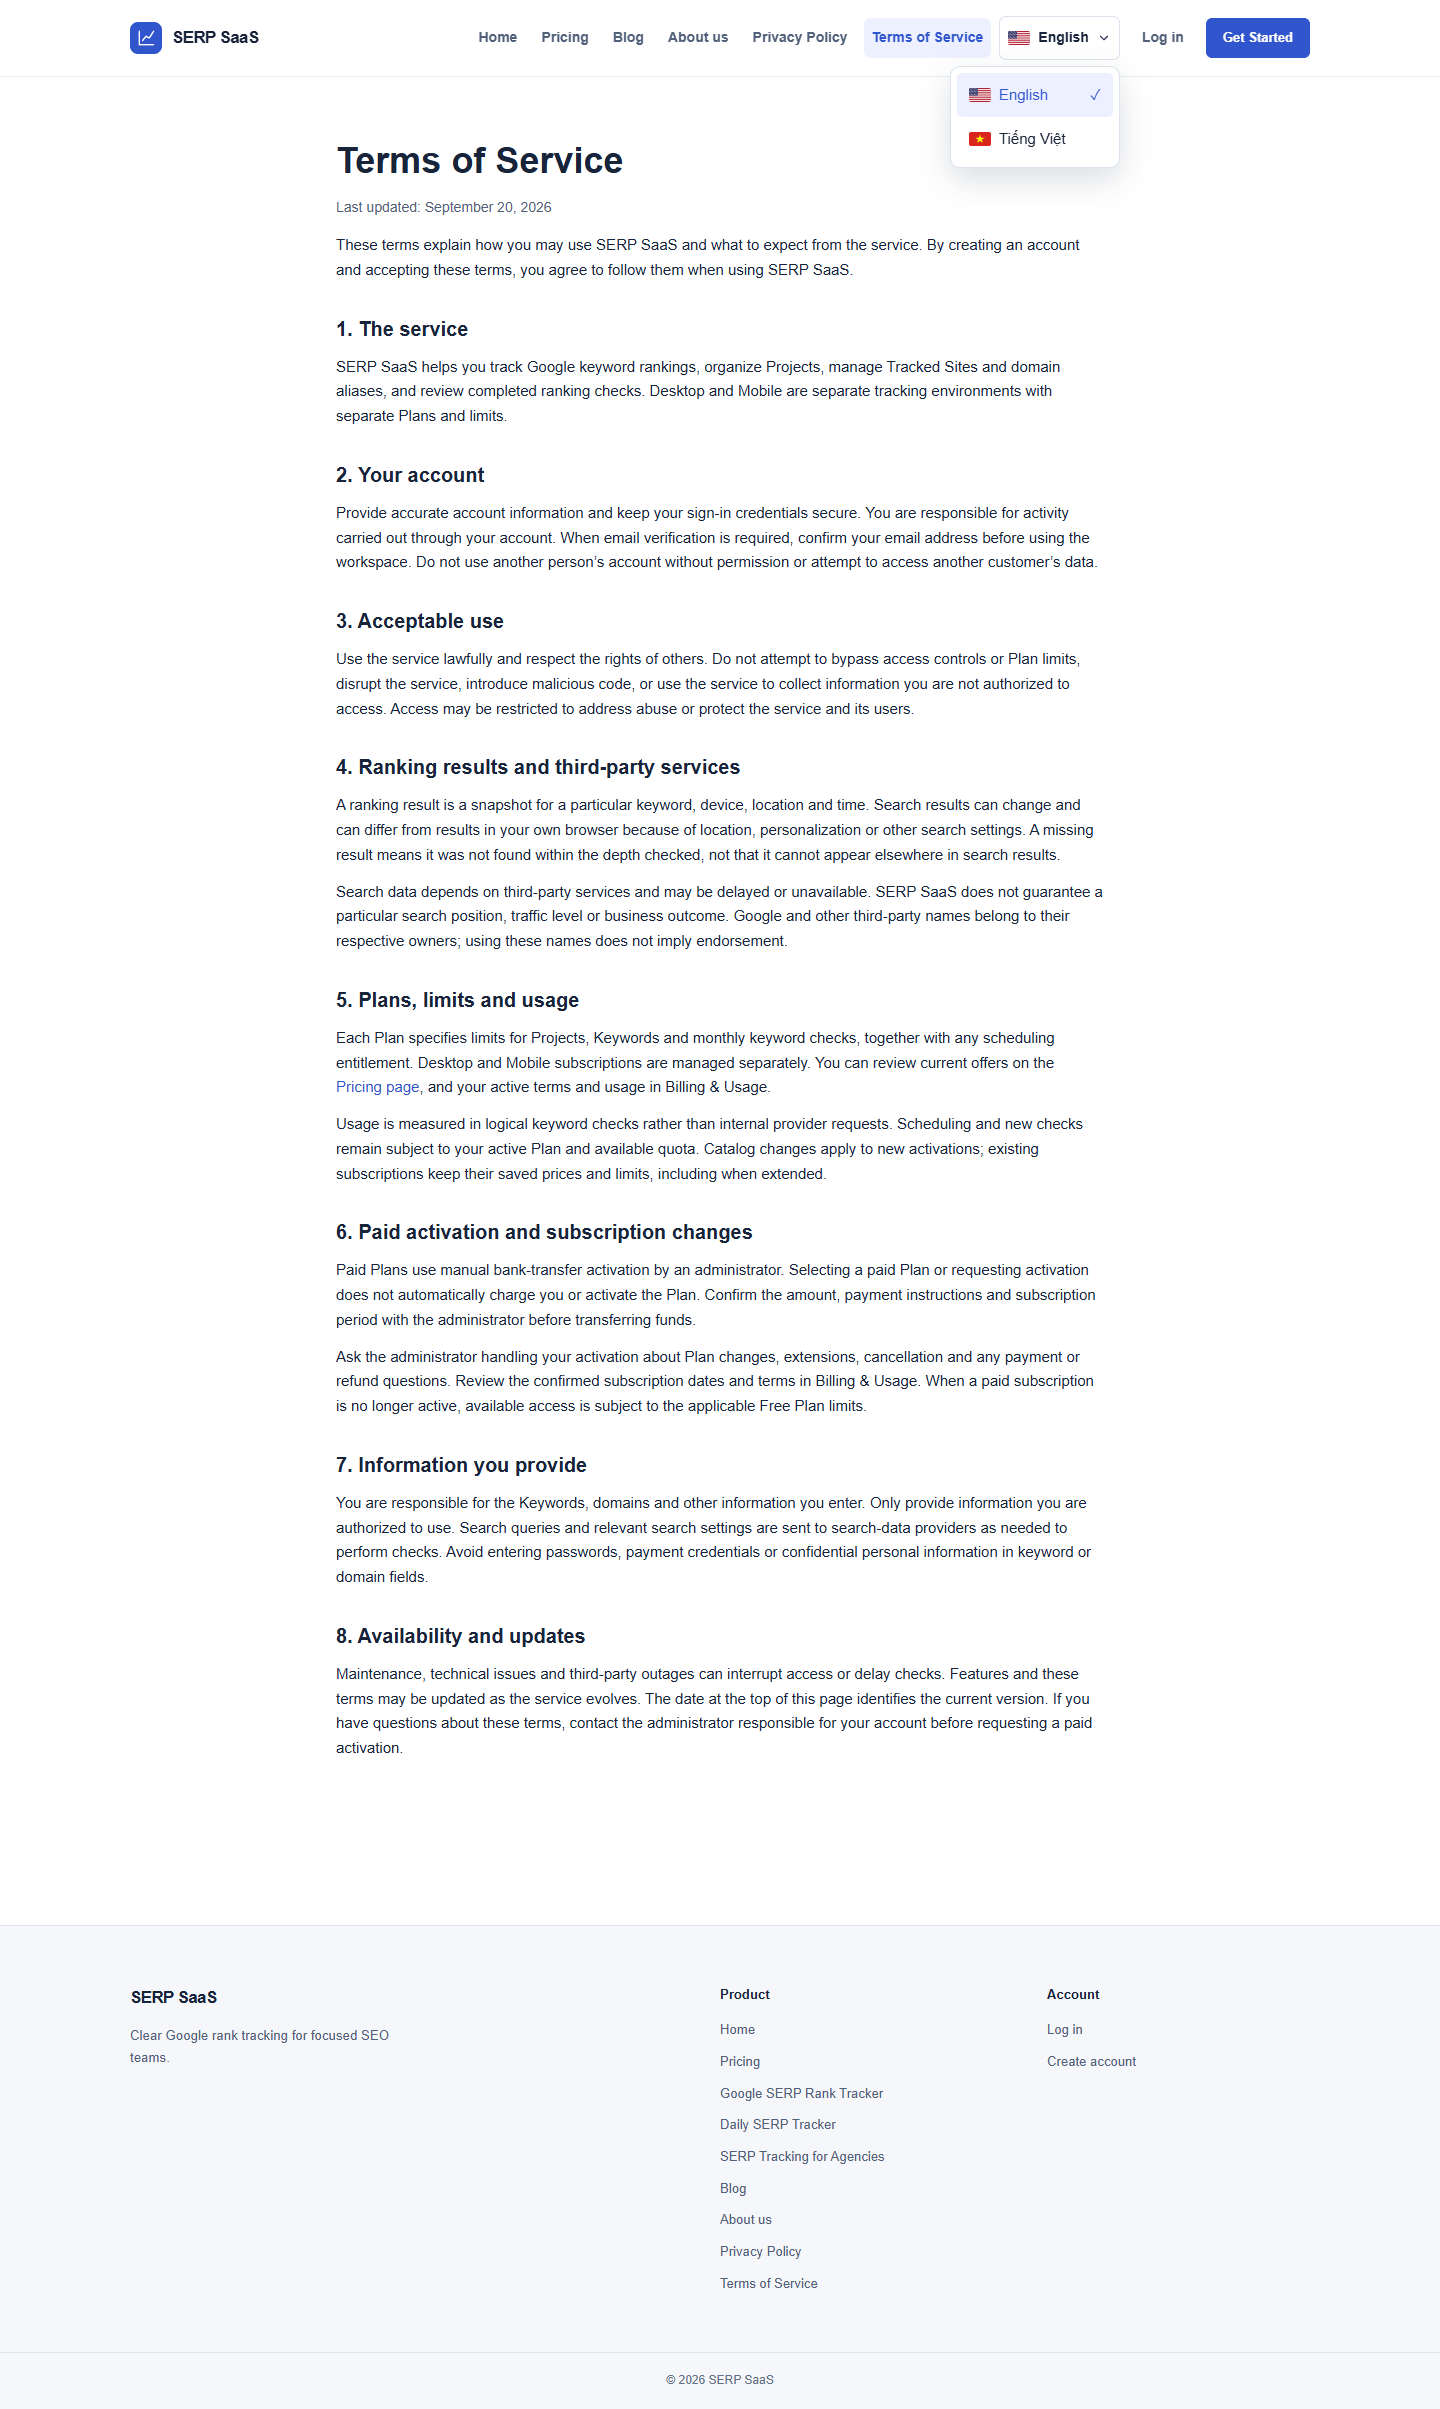 SERP SaaS
Home Pricing Blog About us Privacy Policy Terms of Service English Log in Get Started
English ✓
Tiếng Việt
Terms of Service
Last updated: September 20, 2026
These terms explain how you may use SERP SaaS and what to expect from the service. By creating an account
and accepting these terms, you agree to follow them when using SERP SaaS.
1. The service
SERP SaaS helps you track Google keyword rankings, organize Projects, manage Tracked Sites and domain
aliases, and review completed ranking checks. Desktop and Mobile are separate tracking environments with
separate Plans and limits.
2. Your account
Provide accurate account information and keep your sign-in credentials secure. You are responsible for activity
carried out through your account. When email verification is required, confirm your email address before using the
workspace. Do not use another person’s account without permission or attempt to access another customer’s data.
3. Acceptable use
Use the service lawfully and respect the rights of others. Do not attempt to bypass access controls or Plan limits,
disrupt the service, introduce malicious code, or use the service to collect information you are not authorized to
access. Access may be restricted to address abuse or protect the service and its users.
4. Ranking results and third-party services
A ranking result is a snapshot for a particular keyword, device, location and time. Search results can change and
can differ from results in your own browser because of location, personalization or other search settings. A missing
result means it was not found within the depth checked, not that it cannot appear elsewhere in search results.
Search data depends on third-party services and may be delayed or unavailable. SERP SaaS does not guarantee a
particular search position, traffic level or business outcome. Google and other third-party names belong to their
respective owners; using these names does not imply endorsement.
5. Plans, limits and usage
Each Plan specifies limits for Projects, Keywords and monthly keyword checks, together with any scheduling
entitlement. Desktop and Mobile subscriptions are managed separately. You can review current offers on the
Pricing page, and your active terms and usage in Billing & Usage.
Usage is measured in logical keyword checks rather than internal provider requests. Scheduling and new checks
remain subject to your active Plan and available quota. Catalog changes apply to new activations; existing
subscriptions keep their saved prices and limits, including when extended.
6. Paid activation and subscription changes
Paid Plans use manual bank-transfer activation by an administrator. Selecting a paid Plan or requesting activation
does not automatically charge you or activate the Plan. Confirm the amount, payment instructions and subscription
period with the administrator before transferring funds.
Ask the administrator handling your activation about Plan changes, extensions, cancellation and any payment or
refund questions. Review the confirmed subscription dates and terms in Billing & Usage. When a paid subscription
is no longer active, available access is subject to the applicable Free Plan limits.
7. Information you provide
You are responsible for the Keywords, domains and other information you enter. Only provide information you are
authorized to use. Search queries and relevant search settings are sent to search-data providers as needed to
perform checks. Avoid entering passwords, payment credentials or confidential personal information in keyword or
domain fields.
8. Availability and updates
Maintenance, technical issues and third-party outages can interrupt access or delay checks. Features and these
terms may be updated as the service evolves. The date at the top of this page identifies the current version. If you
have questions about these terms, contact the administrator responsible for your account before requesting a paid
activation.
SERP SaaS
Clear Google rank tracking for focused SEO
teams.
Product
Home
Pricing
Google SERP Rank Tracker
Daily SERP Tracker
SERP Tracking for Agencies
Blog
About us
Privacy Policy
Terms of Service
Account
Log in
Create account
© 2026 SERP SaaS